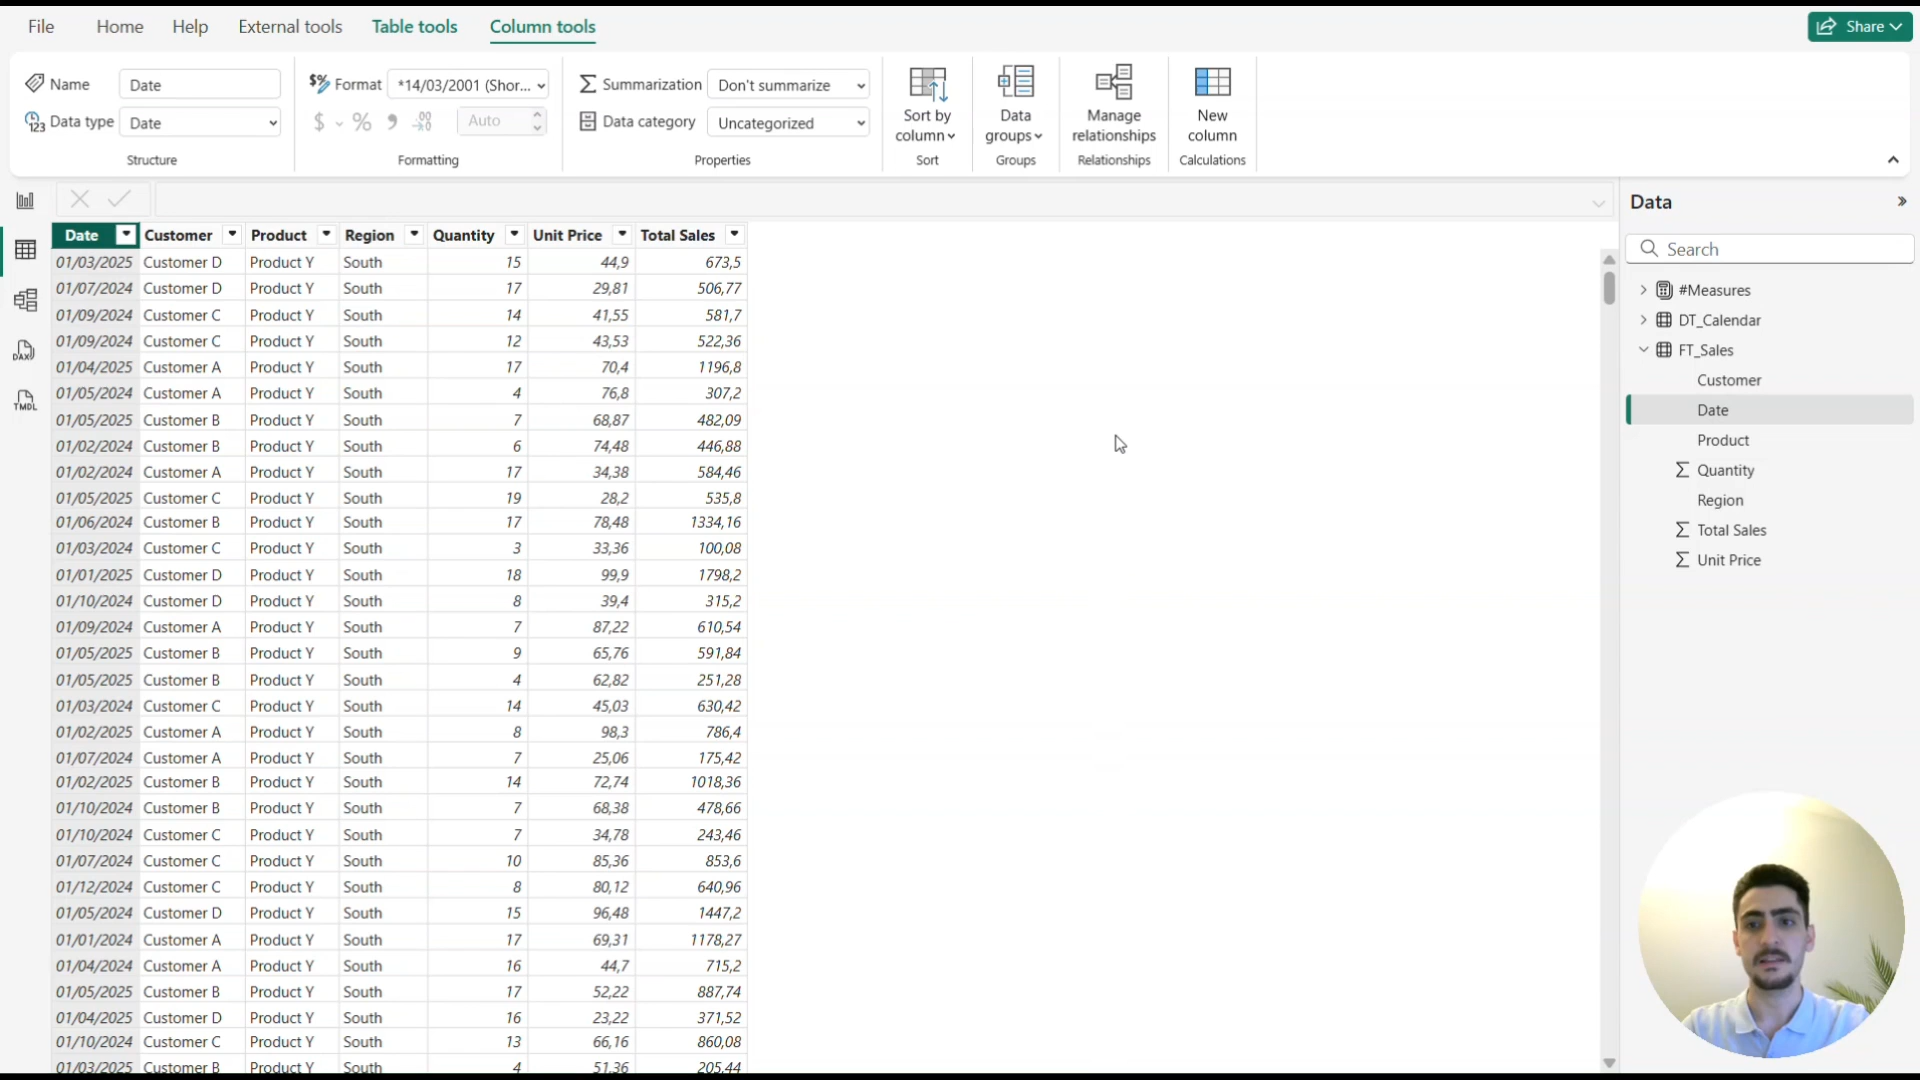 File Home Help External tools Table tools Column tools Share
Name Date $% Format *14/03/2001 (Shor... Summarization Don't summarize
Data type Date $ % 9 .00 Auto Data category Uncategorized
Sort by column Data groups Manage relationships New column
Structure Formatting Properties Sort Groups Relationships Calculations
Data
Date Customer Product Region Quantity Unit Price Total Sales
01/03/2025 Customer D Product Y South 15 44,9 673,5
01/07/2024 Customer D Product Y South 17 29,81 506,77
01/09/2024 Customer C Product Y South 14 41,55 581,7
01/09/2024 Customer C Product Y South 12 43,53 522,36
01/04/2025 Customer A Product Y South 17 70,4 1196,8
01/05/2024 Customer A Product Y South 4 76,8 307,2
01/05/2025 Customer B Product Y South 7 68,87 482,09
01/02/2024 Customer B Product Y South 6 74,48 446,88
01/02/2024 Customer A Product Y South 17 34,38 584,46
01/05/2025 Customer C Product Y South 19 28,2 535,8
01/06/2024 Customer B Product Y South 17 78,48 1334,16
01/03/2024 Customer C Product Y South 3 33,36 100,08
01/01/2025 Customer D Product Y South 18 99,9 1798,2
01/10/2024 Customer D Product Y South 8 39,4 315,2
01/09/2024 Customer A Product Y South 7 87,22 610,54
01/05/2025 Customer B Product Y South 9 65,76 591,84
01/05/2025 Customer B Product Y South 4 62,82 251,28
01/03/2024 Customer C Product Y South 14 45,03 630,42
01/02/2025 Customer A Product Y South 8 98,3 786,4
01/07/2024 Customer A Product Y South 7 25,06 175,42
01/02/2025 Customer B Product Y South 14 72,74 1018,36
01/10/2024 Customer B Product Y South 7 68,38 478,66
01/10/2024 Customer C Product Y South 7 34,78 243,46
01/07/2024 Customer C Product Y South 10 85,36 853,6
01/12/2024 Customer C Product Y South 8 80,12 640,96
01/05/2024 Customer D Product Y South 15 96,48 1447,2
01/01/2024 Customer A Product Y South 17 69,31 1178,27
01/04/2024 Customer A Product Y South 16 44,7 715,2
01/05/2025 Customer B Product Y South 17 52,22 887,74
01/04/2025 Customer D Product Y South 16 23,22 371,52
01/10/2024 Customer C Product Y South 13 66,16 860,08
01/03/2025 Customer B Product Y South 4 51,36 205,44
DAX
TMDL
Search
#Measures
DT_Calendar
FT_Sales
Customer
Date
Product
Quantity
Region
Total Sales
Unit Price